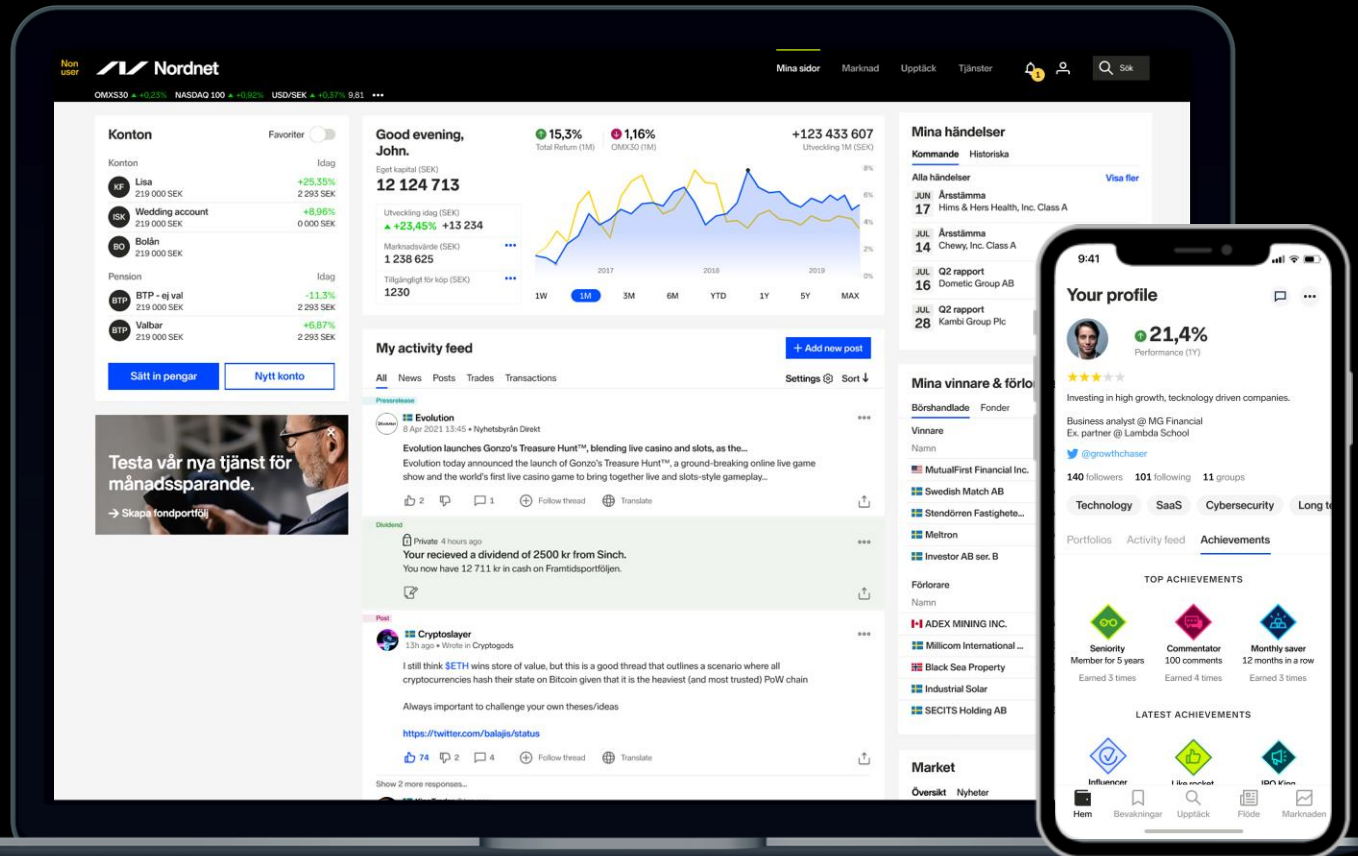 Non
user
Nordnet
Mina sidor Marknad Upptäck Tjänster 1 Sök
OMXS30 ▲ +0,23% NASDAQ 100 ▲ +0,92% USD/SEK ▲ +0.37% 9,81 •••
Konton Favoriter
Konton Idag
KF Lisa +25,35%
219 000 SEK 2 293 SEK
ISK Wedding account +8,96%
219 000 SEK 0 000 SEK
BO Bolån
219 000 SEK
Pension Idag
BTP BTP - ej val -11,3%
219 000 SEK 2 293 SEK
BTP Valbar +6,87%
219 000 SEK 2 293 SEK
Sätt in pengar Nytt konto
Testa vår nya tjänst för
månadssparande.
→ Skapa fondportfölj
Good evening,
John.
15,3% 1,16% +123 433 607
Total Return (1M) OMX30 (1M) Utveckling 1M (SEK)
Eget kapital (SEK)
12 124 713
Utveckling idag (SEK)
▲ +23,45% +13 234
Marknadsvärde (SEK) •••
1 238 625
Tillgängligt för köp (SEK) •••
1230
8%
6%
4%
2%
0%
2017 2018 2019
1W 1M 3M 6M YTD 1Y 5Y MAX
My activity feed + Add new post
All News Posts Trades Transactions Settings Sort ↓
Pressrelease
Evolution
8 Apr 2021 13:45 • Nyhetsbyrån Direkt
Evolution launches Gonzo's Treasure Hunt™, blending live casino and slots, as the...
Evolution today announced the launch of Gonzo's Treasure Hunt™, a ground-breaking online live game
show and the world's first live casino game to bring together live and slots-style gameplay...
2 1 Follow thread Translate
Dividend
Private 4 hours ago
Your recieved a dividend of 2500 kr from Sinch.
You now have 12 711 kr in cash on Framtidsportföljen.
Post
Cryptoslayer
13h ago • Wrote in Cryptogods
I still think $ETH wins store of value, but this is a good thread that outlines a scenario where all
cryptocurrencies hash their state on Bitcoin given that it is the heaviest (and most trusted) PoW chain
Always important to challenge your own theses/ideas
https://twitter.com/balajis/status
74 2 4 Follow thread Translate
Show 2 more responses...
Mina händelser
Kommande Historiska
Alla händelser Visa fler
JUN Årsstämma
17 Hims & Hers Health, Inc. Class A
JUL Årsstämma
14 Chewy, Inc. Class A
JUL Q2 rapport
16 Dometic Group AB
JUL Q2 rapport
28 Kambi Group Plc
Mina vinnare & förlo
Börshandlade Fonder
Vinnare
Namn
MutualFirst Financial Inc.
Swedish Match AB
Stendörren Fastighete...
Meltron
Investor AB ser. B
Förlorare
Namn
ADEX MINING INC.
Millicom International ...
Black Sea Property
Industrial Solar
SECITS Holding AB
Market
Översikt Nyheter
9:41
Your profile •••
21,4%
Performance (1Y)
Investing in high growth, tecknology driven companies.
Business analyst @ MG Financial
Ex. partner @ Lambda School
@growthchaser
140 followers 101 following 11 groups
Technology SaaS Cybersecurity Long te
Portfolios Activity feed Achievements
TOP ACHIEVEMENTS
Seniority Commentator Monthly saver
Member for 5 years 100 comments 12 months in a row
Earned 3 times Earned 4 times Earned 3 times
LATEST ACHIEVEMENTS
Influencer Like rocket IPO King
Hem Bevakningar Upptäck Flöde Marknaden